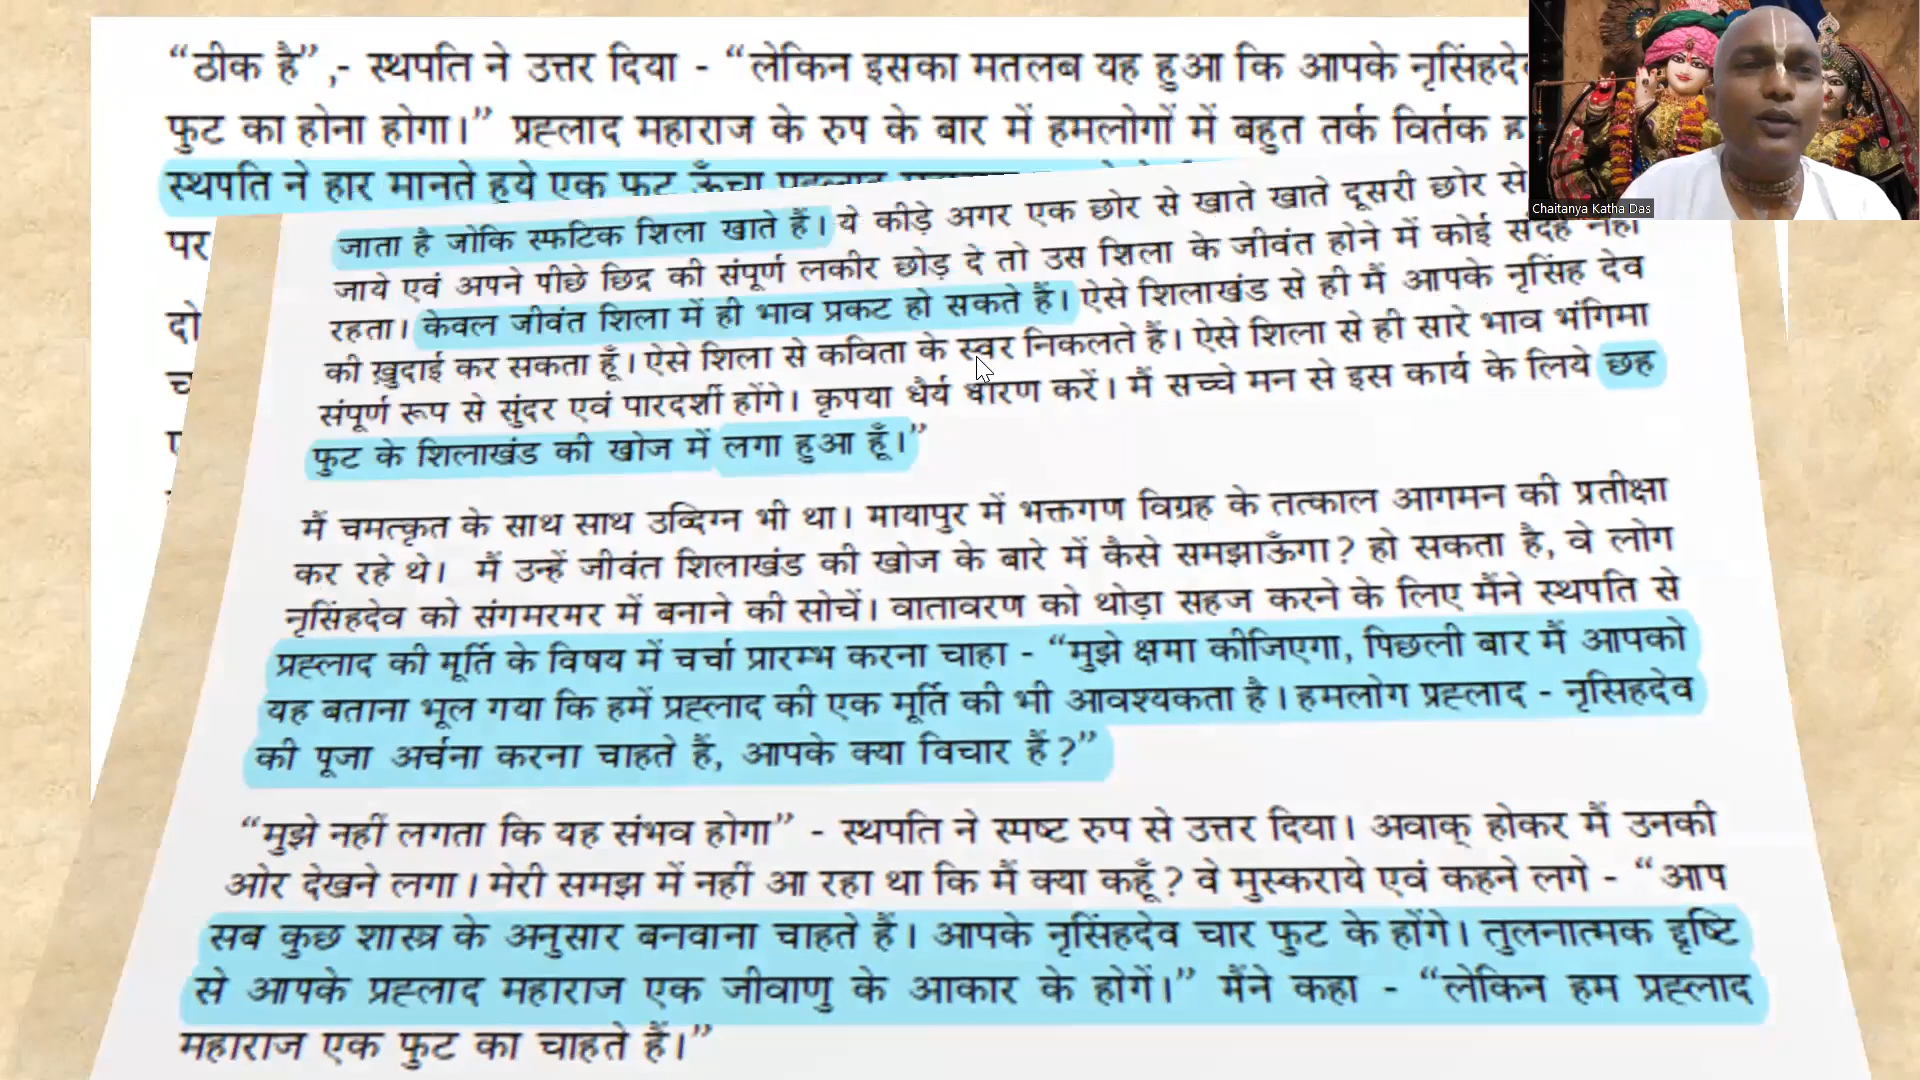 “ठीक है”,- स्थपति ने उत्तर दिया - “लेकिन इसका मतलब यह हुआ कि आपके
फुट का होना होगा।” प्रह्लाद महाराज के रुप के बार में हमलोगों में बहुत तर्क विर्तक
स्थपति ने हार मानते हुये एक फुट ऊँचा
पर
दो
जाता है जोकि स्फटिक शिला खाते हैं। ये कीड़े अगर एक छोर से खाते खाते दूसरी छोर से
जाये एवं अपने पीछे छिद्र की संपूर्ण लकीर छोड़ दे तो उस शिला के जीवंत होने में कोई संदेह नहीं
रहता। केवल जीवंत शिला में ही भाव प्रकट हो सकते हैं। ऐसे शिलाखंड से ही मैं आपके नृसिंह देव
की ख़ुदाई कर सकता हूँ। ऐसे शिला से कविता के स्वर निकलते हैं। ऐसे शिला से ही सारे भाव भंगिमा
संपूर्ण रूप से सुंदर एवं पारदर्शी होंगे। कृपया धैर्य धारण करें। मैं सच्चे मन से इस कार्य के लिये छह
फुट के शिलाखंड की खोज में लगा हुआ हूँ।”
मैं चमत्कृत के साथ साथ उव्दिग्न भी था। मायापुर में भक्तगण विग्रह के तत्काल आगमन की प्रतीक्षा
कर रहे थे। मैं उन्हें जीवंत शिलाखंड की खोज के बारे में कैसे समझाऊँगा? हो सकता है, वे लोग
नृसिंहदेव को संगमरमर में बनाने की सोचें। वातावरण को थोड़ा सहज करने के लिए मैंने स्थपति से
प्रह्लाद की मूर्ति के विषय में चर्चा प्रारम्भ करना चाहा - “मुझे क्षमा कीजिएगा, पिछली बार मैं आपको
यह बताना भूल गया कि हमें प्रह्लाद की एक मूर्ति की भी आवश्यकता है। हमलोग प्रह्लाद - नृसिहदेव
की पूजा अर्चना करना चाहते हैं, आपके क्या विचार हैं?”
“मुझे नहीं लगता कि यह संभव होगा” - स्थपति ने स्पष्ट रुप से उत्तर दिया। अवाक् होकर मैं उनकी
ओर देखने लगा। मेरी समझ में नहीं आ रहा था कि मैं क्या कहूँ? वे मुस्कराये एवं कहने लगे - “आप
सब कुछ शास्त्र के अनुसार बनवाना चाहते हैं। आपके नृसिंहदेव चार फुट के होंगे। तुलनात्मक दृष्टि
से आपके प्रह्लाद महाराज एक जीवाणु के आकार के होगें।” मैंने कहा - “लेकिन हम प्रह्लाद
महाराज एक फुट का चाहते हैं।”
Chaitanya Katha Das